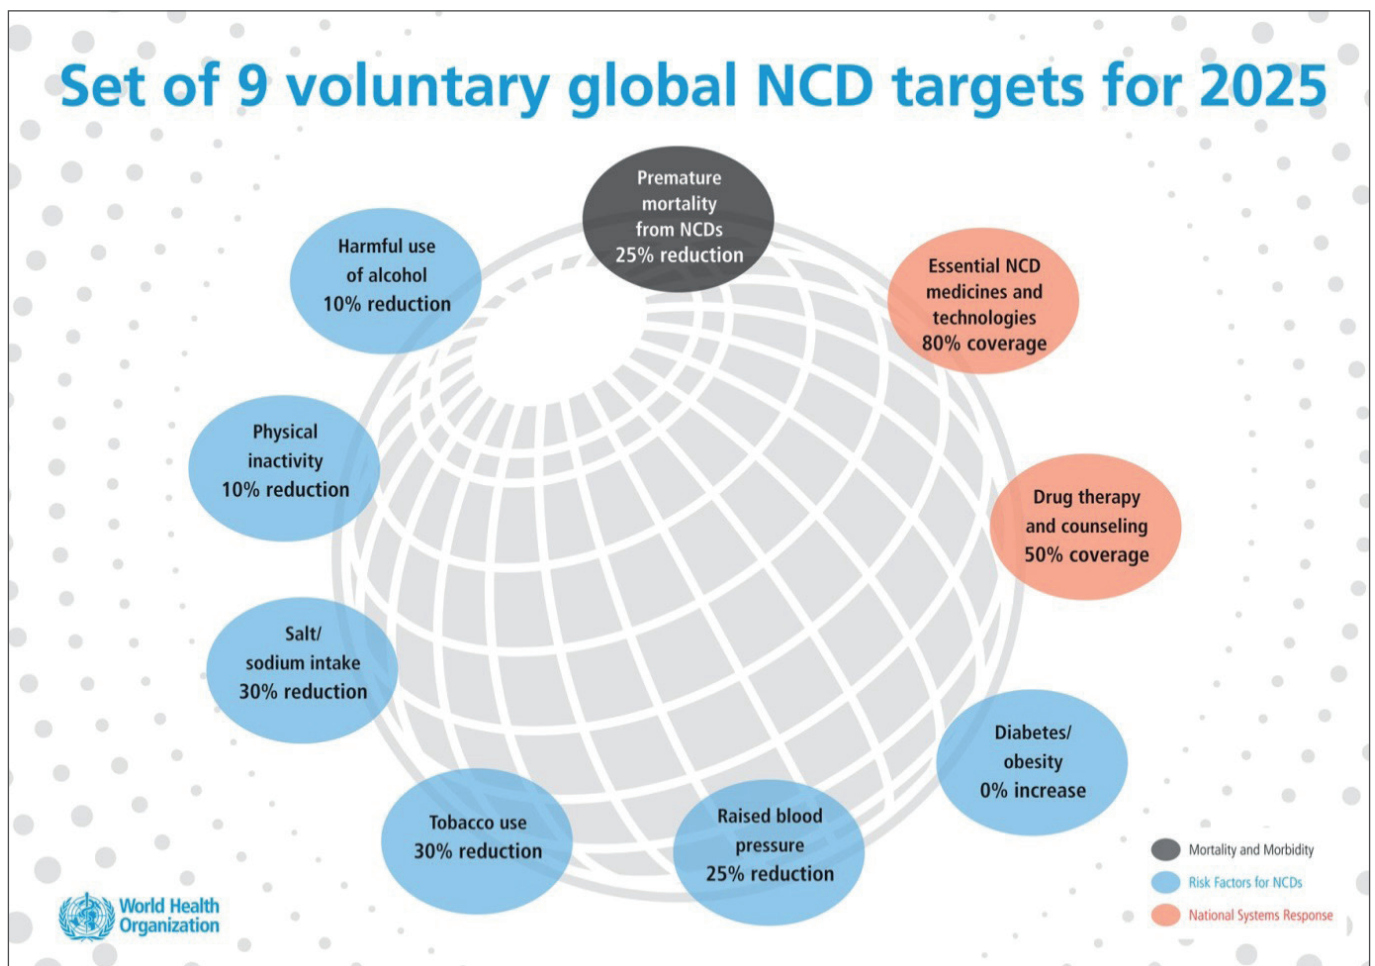 Set of 9 voluntary global NCD targets for 2025
Premature
mortality
from NCDs
25% reduction
Harmful use
of alcohol
10% reduction
Essential NCD
medicines and
technologies
80% coverage
Physical
inactivity
10% reduction
Drug therapy
and counseling
50% coverage
Salt/
sodium intake
30% reduction
Diabetes/
obesity
0% increase
Tobacco use
30% reduction
Raised blood
pressure
25% reduction
Mortality and Morbidity
Risk Factors for NCDs
National Systems Response
World Health
Organization